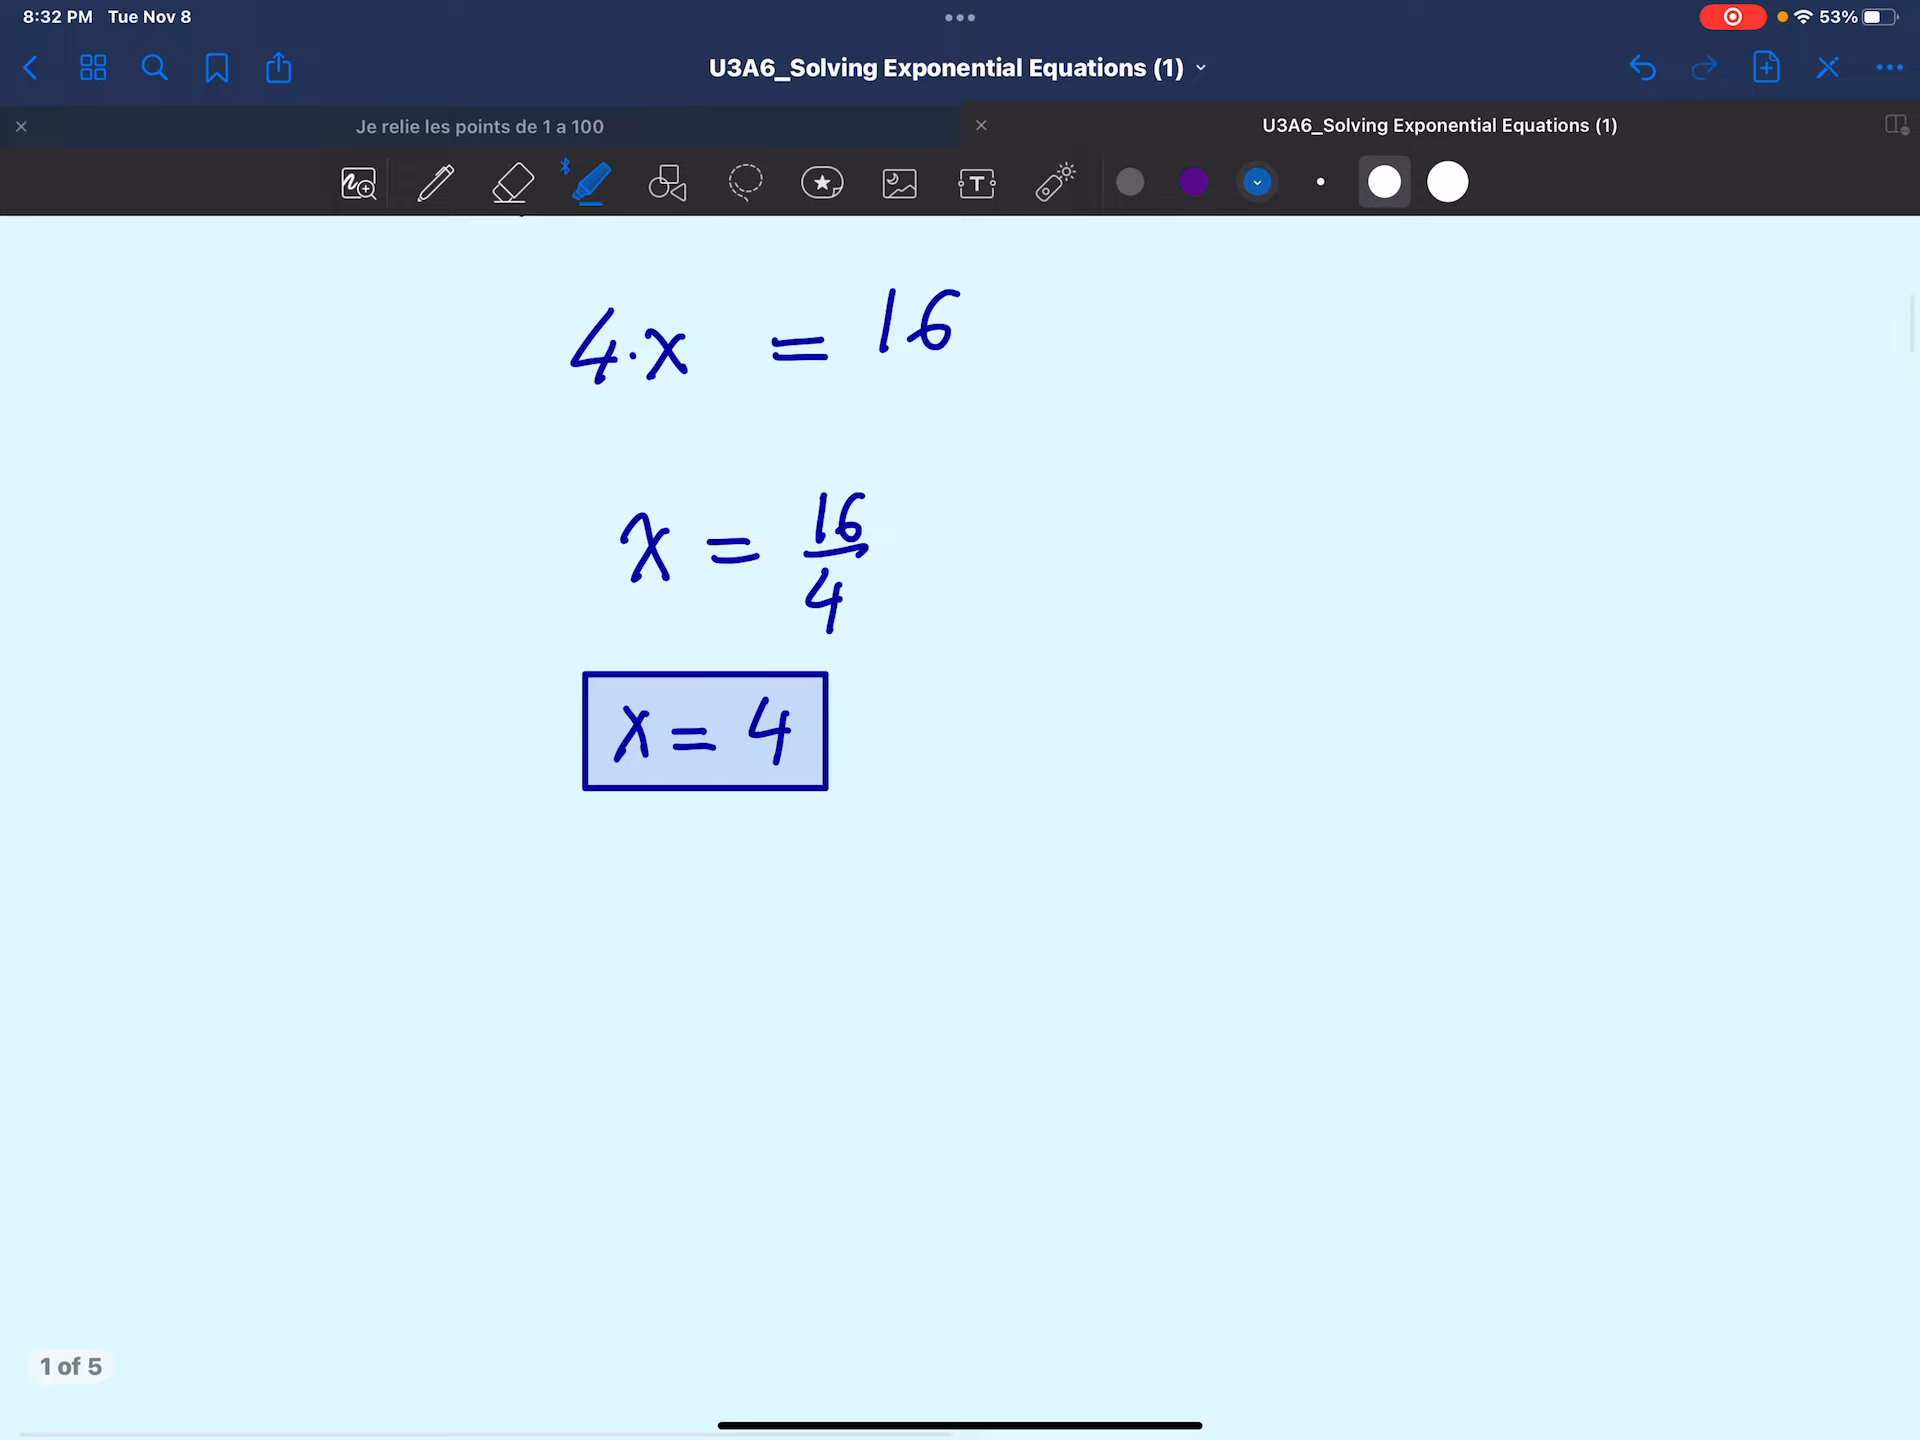 8:32 PM Tue Nov 8
53%
U3A6_Solving Exponential Equations (1)
Je relie les points de 1 a 100
U3A6_Solving Exponential Equations (1)
T
4·x = 16
x = 16/4
x = 4
1 of 5